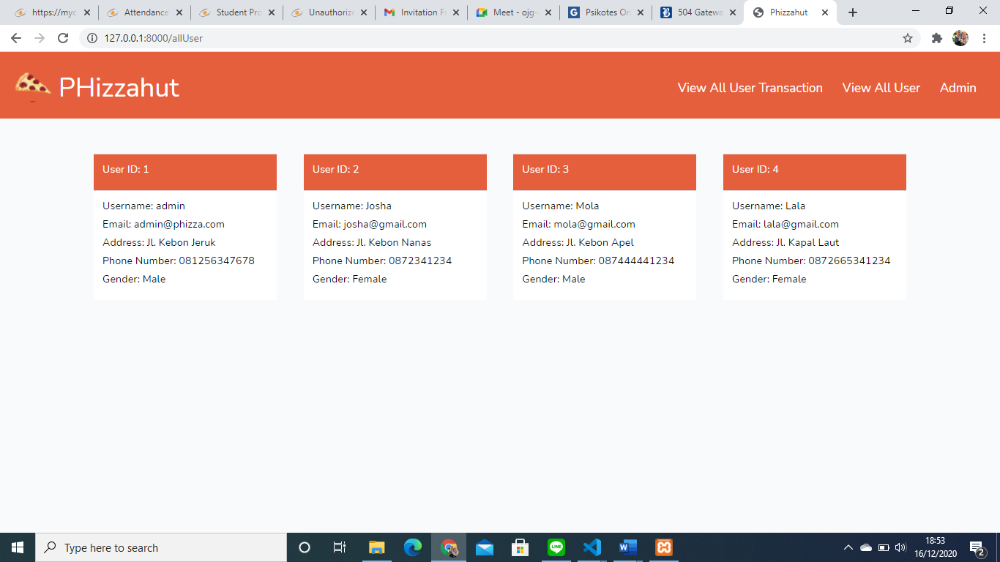 https://myc
Attendance
Student Pro
Unauthorize
Invitation Fr
Meet - ojg-
Psikotes On
504 Gatewa
Phizzahut
127.0.0.1:8000/allUser
PHizzahut
View All User Transaction
View All User
Admin
User ID: 1
Username: admin
Email: admin@phizza.com
Address: Jl. Kebon Jeruk
Phone Number: 081256347678
Gender: Male
User ID: 2
Username: Josha
Email: josha@gmail.com
Address: Jl. Kebon Nanas
Phone Number: 0872341234
Gender: Female
User ID: 3
Username: Mola
Email: mola@gmail.com
Address: Jl. Kebon Apel
Phone Number: 087444441234
Gender: Male
User ID: 4
Username: Lala
Email: lala@gmail.com
Address: Jl. Kapal Laut
Phone Number: 0872665341234
Gender: Female
Type here to search
LINE
18:53
16/12/2020
2